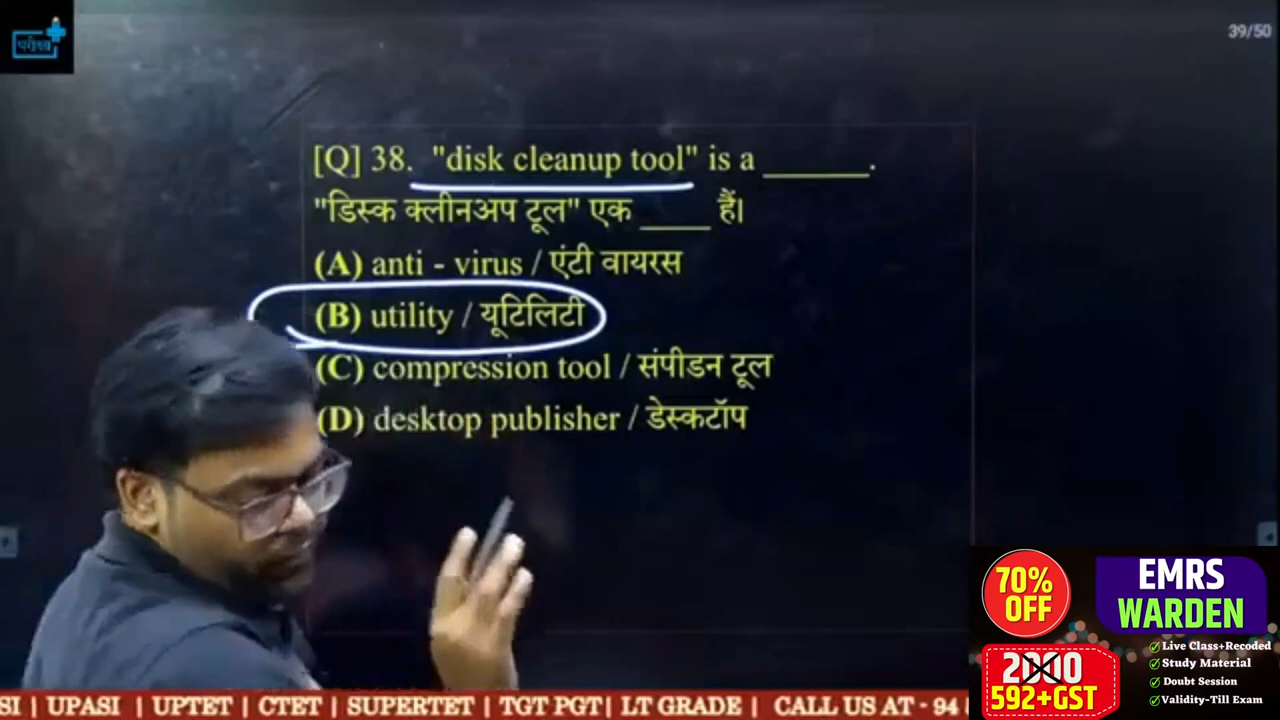 परीक्षा
39/50
[Q] 38. "disk cleanup tool" is a ______.
"डिस्क क्लीनअप टूल" एक ____ हैं।
(A) anti - virus / एंटी वायरस
(B) utility / यूटिलिटी
(C) compression tool / संपीडन टूल
(D) desktop publisher / डेस्कटॉप
70% OFF
EMRS
WARDEN
2000
592+GST
Live Class+Recoded
Study Material
Doubt Session
Validity-Till Exam
SI | UPASI | UPTET | CTET | SUPERTET | TGT PGT | LT GRADE | CALL US AT - 94